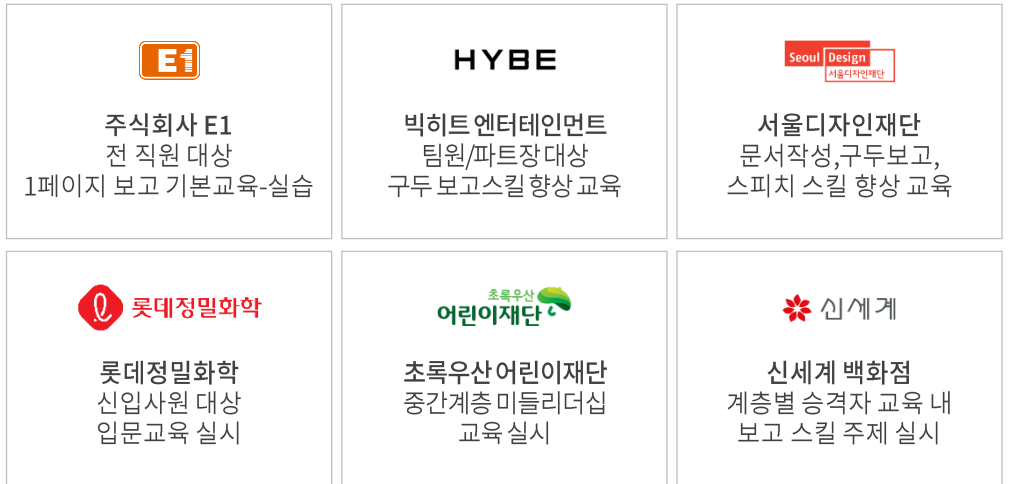 E1
주식회사 E1
전 직원 대상
1페이지 보고 기본교육-실습
HYBE
빅히트 엔터테인먼트
팀원/파트장 대상
구두 보고스킬 향상 교육
Seoul Design
서울디자인재단
서울디자인재단
문서작성,구두보고,
스피치 스킬 향상 교육
롯데정밀화학
롯데정밀화학
신입사원 대상
입문교육 실시
초록우산
어린이재단
초록우산 어린이재단
중간계층 미들리더십
교육 실시
신세계
신세계 백화점
계층별 승격자 교육 내
보고 스킬 주제 실시